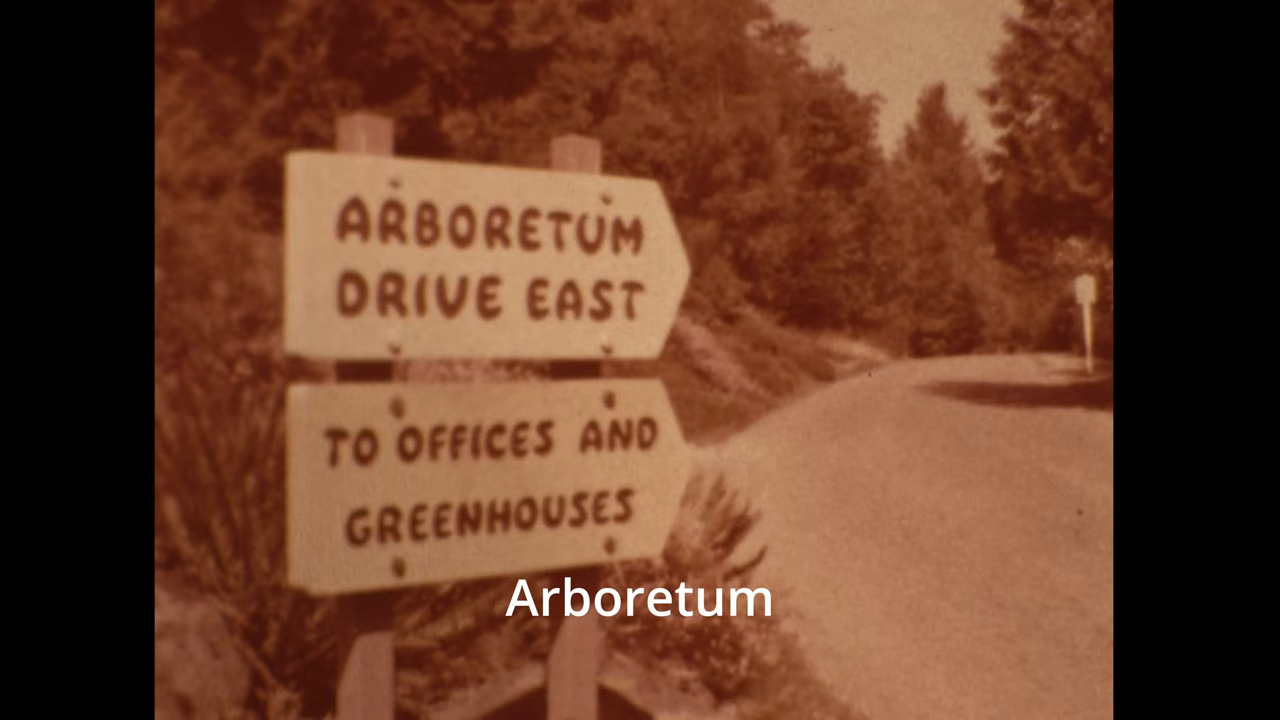 ARBORETUM
DRIVE EAST
TO OFFICES AND
GREENHOUSES
Arboretum